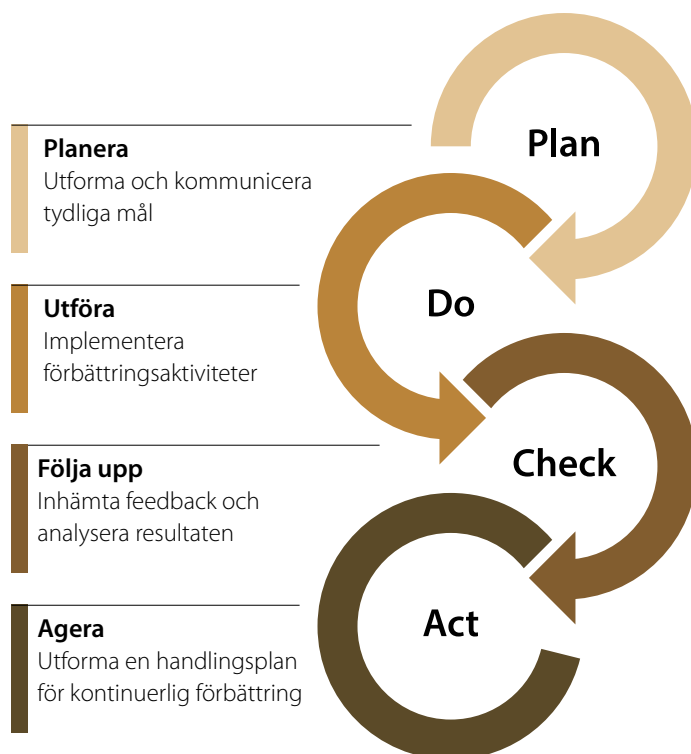 Plan
Planera
Utforma och kommunicera
tydliga mål
Do
Utföra
Implementera
förbättringsaktiviteter
Check
Följa upp
Inhämta feedback och
analysera resultaten
Act
Agera
Utforma en handlingsplan
för kontinuerlig förbättring